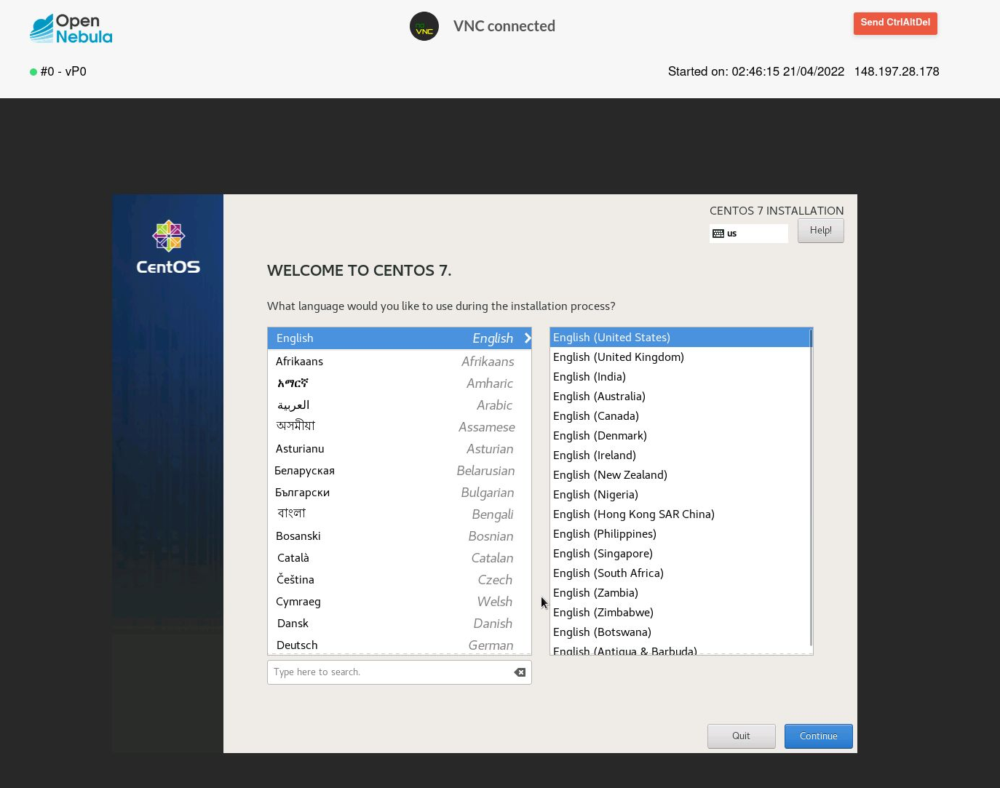 Open
Nebula
no
VNC
VNC connected
Send CtrlAltDel
#0 - vP0
Started on: 02:46:15 21/04/2022 148.197.28.178
CentOS
CENTOS 7 INSTALLATION
us
Help!
WELCOME TO CENTOS 7.
What language would you like to use during the installation process?
English English
Afrikaans Afrikaans
አማርኛ Amharic
العربية Arabic
অসমীয়া Assamese
Asturianu Asturian
Беларуская Belarusian
Български Bulgarian
বাংলা Bengali
Bosanski Bosnian
Català Catalan
Čeština Czech
Cymraeg Welsh
Dansk Danish
Deutsch German
Type here to search.
English (United States)
English (United Kingdom)
English (India)
English (Australia)
English (Canada)
English (Denmark)
English (Ireland)
English (New Zealand)
English (Nigeria)
English (Hong Kong SAR China)
English (Philippines)
English (Singapore)
English (South Africa)
English (Zambia)
English (Zimbabwe)
English (Botswana)
English (Antigua & Barbuda)
Quit
Continue